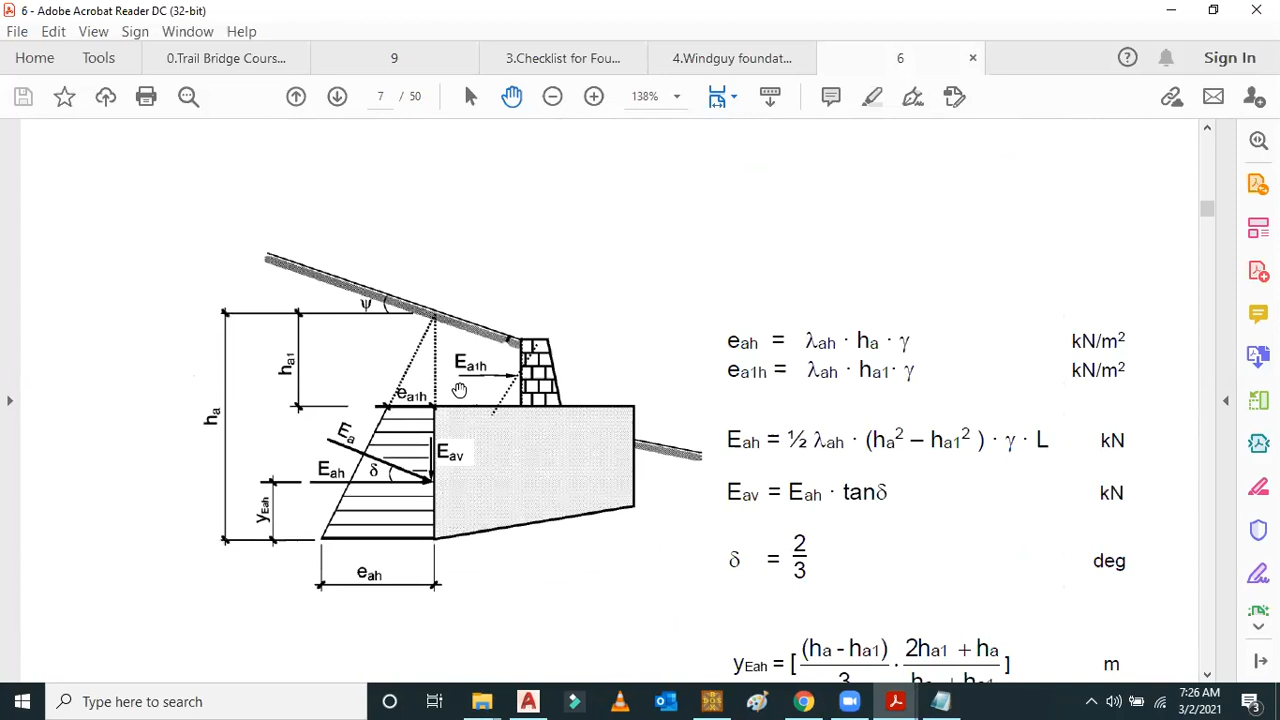 6 - Adobe Acrobat Reader DC (32-bit)
File Edit View Sign Window Help
Home Tools 0.Trail Bridge Cours... 9 3.Checklist for Fou... 4.Windguy foundat... 6 Sign In
7 / 50 138%
ψ
ha1
ha
Ea1h
ea1h
Ea
Eah δ
Eav
yEah
eah
eah = λah · ha · γ kN/m²
ea1h = λah · ha1 · γ kN/m²
Eah = ½ λah · (ha² – ha1² ) · γ · L kN
Eav = Eah · tanδ kN
δ = 2/3 deg
yEah = [ (ha - ha1)/3 · 2ha1 + ha ] m
Type here to search
7:26 AM
3/2/2021
3